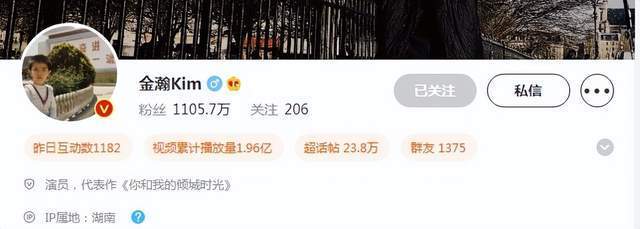 金瀚Kim
已关注
私信
粉丝 1105.7万 关注 206
昨日互动数1182 视频累计播放量1.96亿 超话帖 23.8万 群友 1375
演员，代表作《你和我的倾城时光》
IP IP属地：湖南 ?